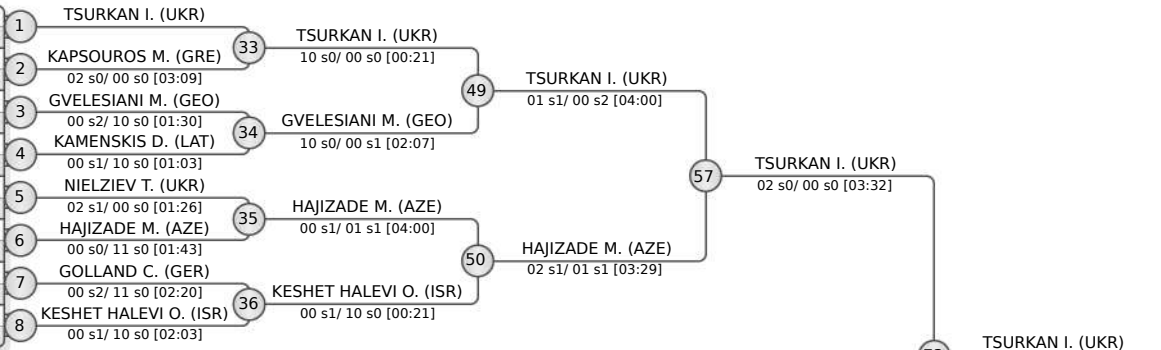 TSURKAN I. (UKR)
1
33
TSURKAN I. (UKR)
10 s0/ 00 s0 [00:21]
KAPSOUROS M. (GRE)
2
02 s0/ 00 s0 [03:09]
49
TSURKAN I. (UKR)
01 s1/ 00 s2 [04:00]
GVELESIANI M. (GEO)
3
00 s2/ 10 s0 [01:30]
34
GVELESIANI M. (GEO)
10 s0/ 00 s1 [02:07]
KAMENSKIS D. (LAT)
4
00 s1/ 10 s0 [01:03]
57
TSURKAN I. (UKR)
02 s0/ 00 s0 [03:32]
NIELZIEV T. (UKR)
5
02 s1/ 00 s0 [01:26]
35
HAJIZADE M. (AZE)
00 s1/ 01 s1 [04:00]
HAJIZADE M. (AZE)
6
00 s0/ 11 s0 [01:43]
50
HAJIZADE M. (AZE)
02 s1/ 01 s1 [03:29]
GOLLAND C. (GER)
7
00 s2/ 11 s0 [02:20]
36
KESHET HALEVI O. (ISR)
00 s1/ 10 s0 [00:21]
KESHET HALEVI O. (ISR)
8
00 s1/ 10 s0 [02:03]
TSURKAN I. (UKR)